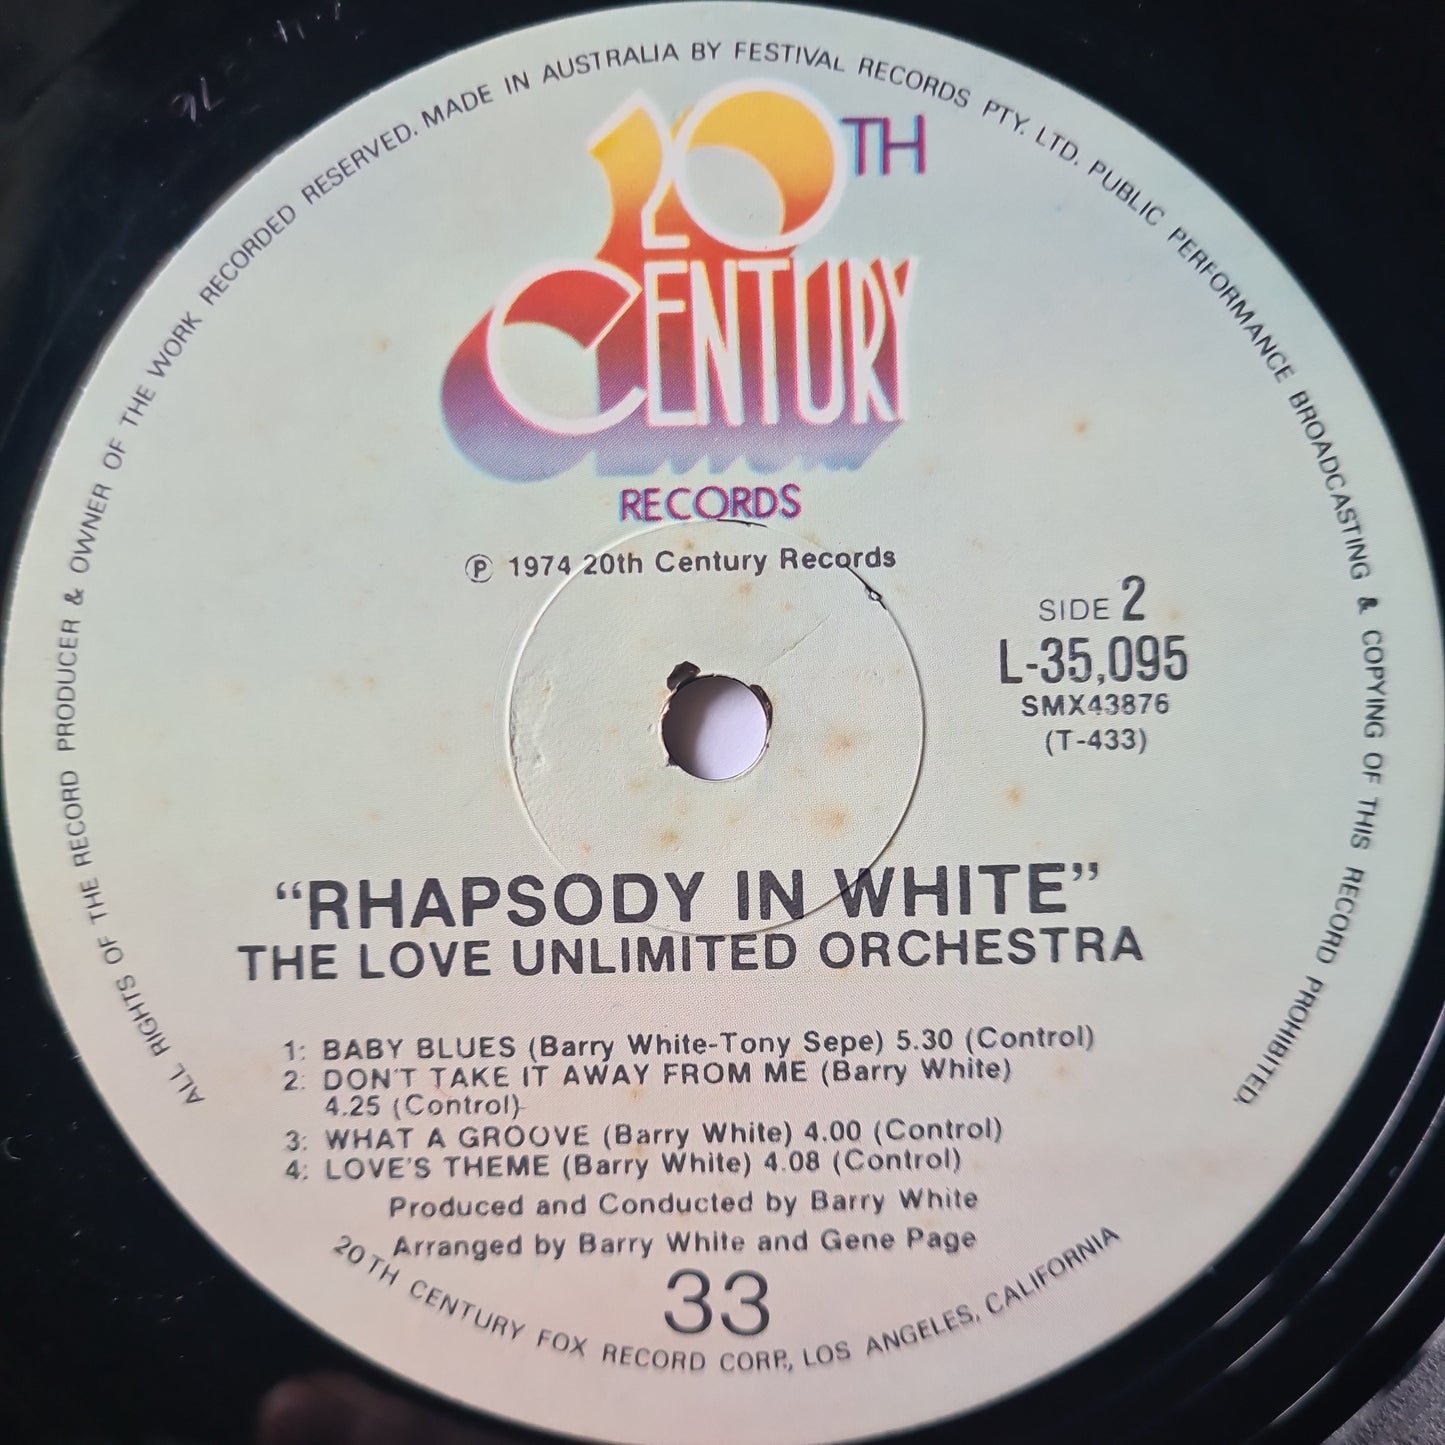 ALL RIGHTS OF THE RECORD PRODUCER & OWNER OF THE WORK RECORDED RESERVED. MADE IN AUSTRALIA BY FESTIVAL RECORDS PTY. LTD. PUBLIC PERFORMANCE BROADCASTING & COPYING OF THIS RECORD PROHIBITED.
20TH
CENTURY
RECORDS
Ⓟ 1974 20th Century Records
SIDE 2
L-35,095
SMX43876
(T-433)
“RHAPSODY IN WHITE”
THE LOVE UNLIMITED ORCHESTRA
1: BABY BLUES (Barry White-Tony Sepe) 5.30 (Control)
2: DON'T TAKE IT AWAY FROM ME (Barry White)
4.25 (Control)
3: WHAT A GROOVE (Barry White) 4.00 (Control)
4: LOVE'S THEME (Barry White) 4.08 (Control)
Produced and Conducted by Barry White
Arranged by Barry White and Gene Page
33
20TH CENTURY FOX RECORD CORP., LOS ANGELES, CALIFORNIA